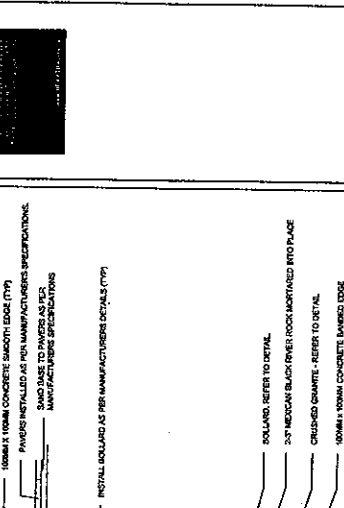 100MM X 100MM CONCRETE SMOOTH EDGE (TYP)
PAVERS INSTALLED AS PER MANUFACTURERS SPECIFICATIONS.
SAND BASE TO PAVERS AS PER
MANUFACTURERS SPECIFICATIONS
INSTALL BOLLARD AS PER MANUFACTURERS DETAILS (TYP)
BOLLARD, REFER TO DETAIL.
2-3" MEXICAN BLACK RIVER ROCK MORTARED INTO PLACE
CRUSHED GRANITE - REFER TO DETAIL.
100MM x 100MM CONCRETE BANDED EDGE